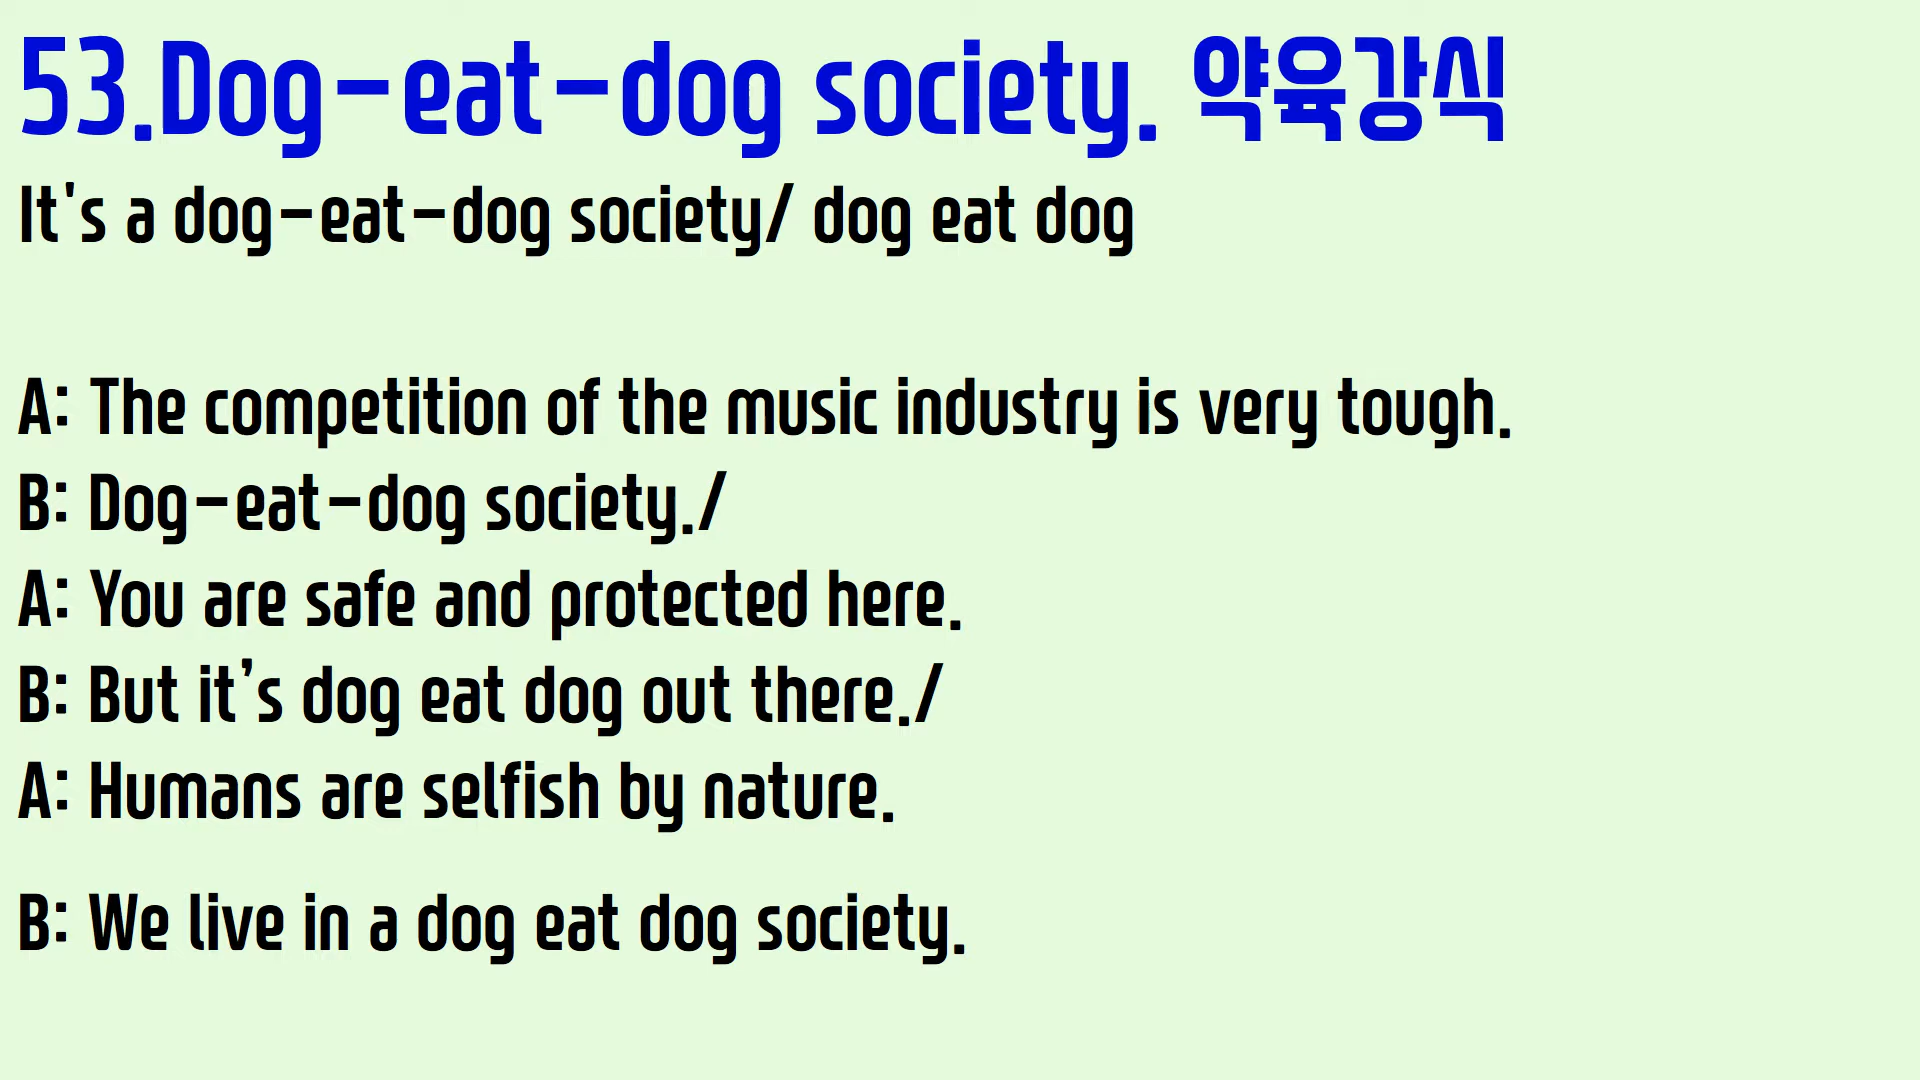 53.Dog-eat-dog society. 약육강식
It's a dog-eat-dog society/ dog eat dog
A: The competition of the music industry is very tough.
B: Dog-eat-dog society./
A: You are safe and protected here.
B: But it’s dog eat dog out there./
A: Humans are selfish by nature.
B: We live in a dog eat dog society.